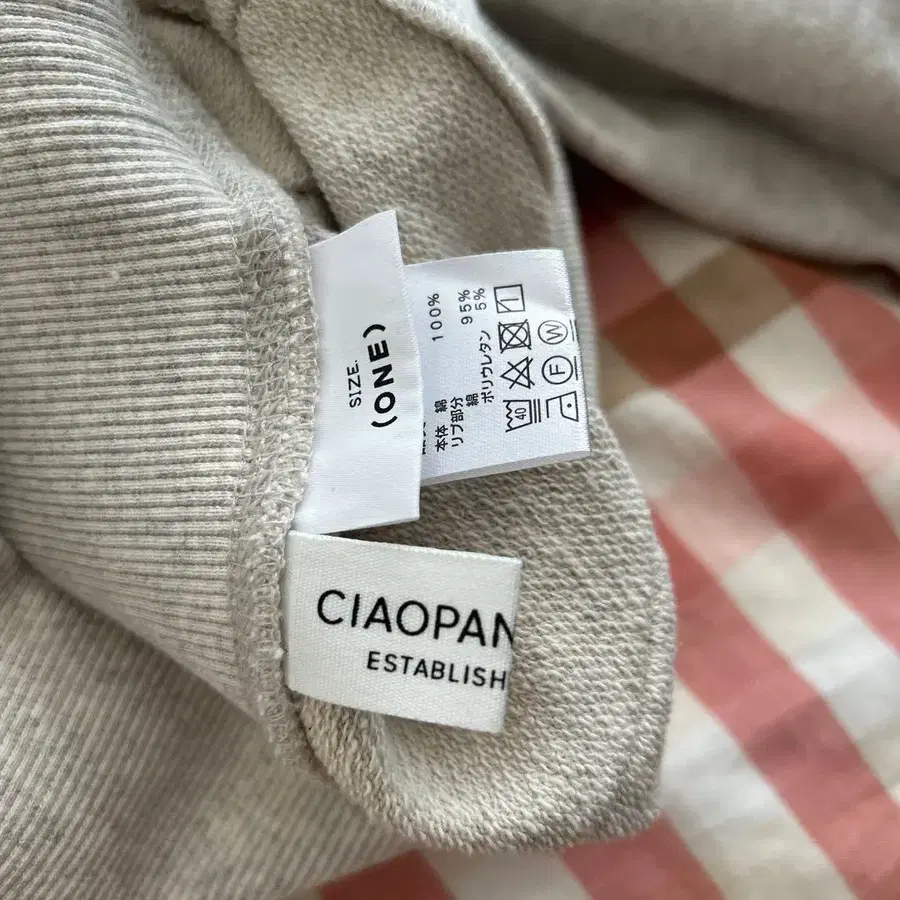 SIZE.
(ONE)
本体 綿 100%
リブ部分
綿 95%
ポリウレタン 5%
40
F
W
CIAOPAN
ESTABLISH